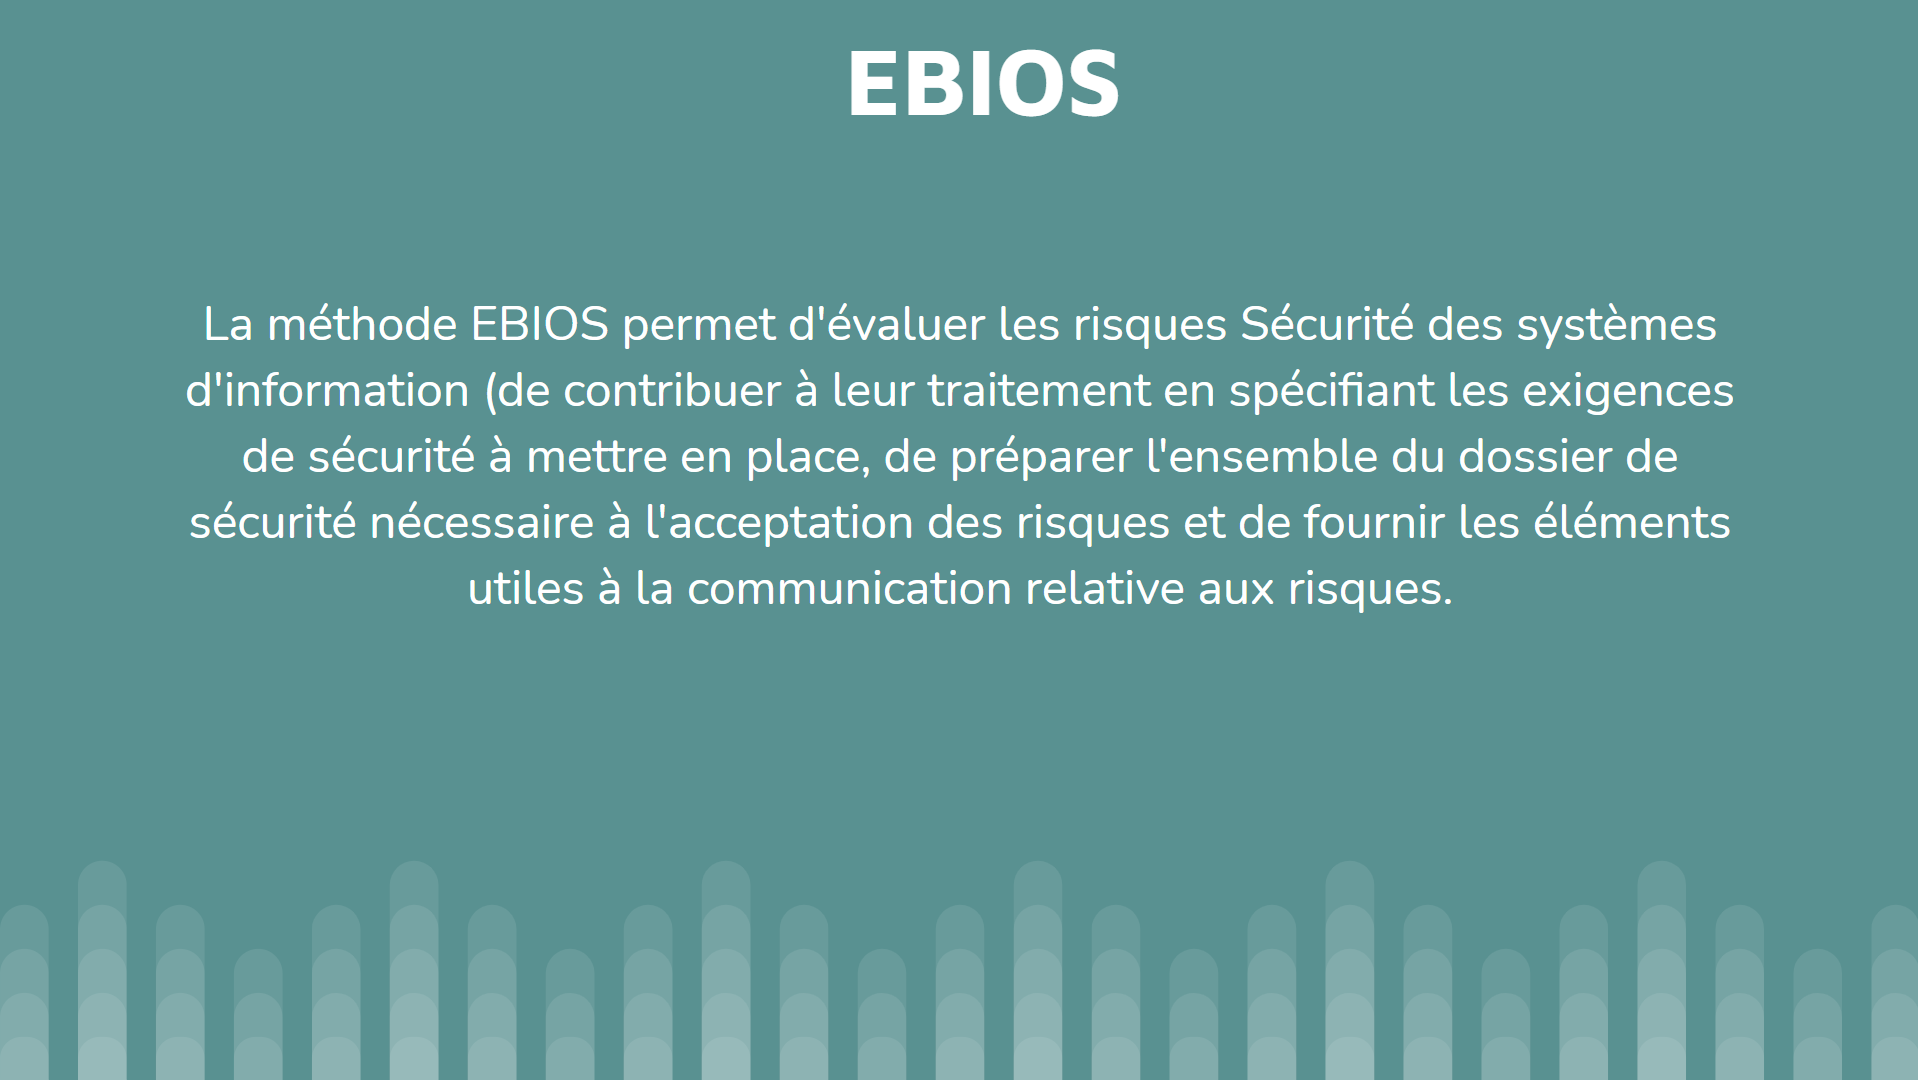 EBIOS
La méthode EBIOS permet d'évaluer les risques Sécurité des systèmes
d'information (de contribuer à leur traitement en spécifiant les exigences
de sécurité à mettre en place, de préparer l'ensemble du dossier de
sécurité nécessaire à l'acceptation des risques et de fournir les éléments
utiles à la communication relative aux risques.